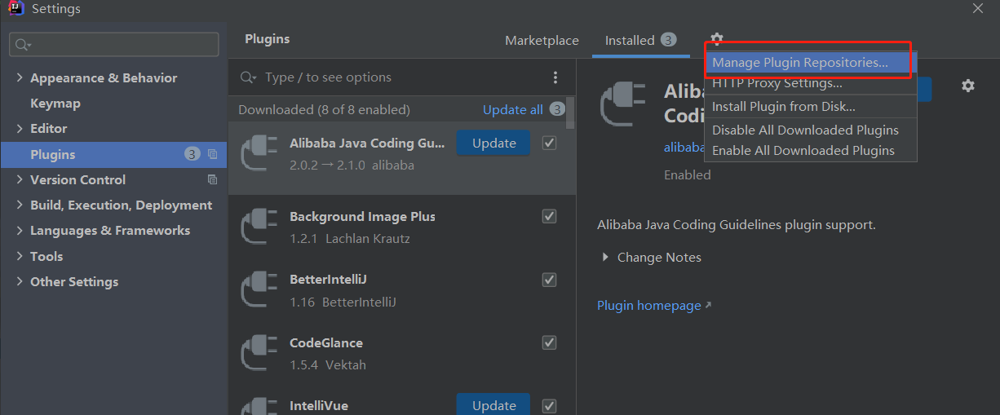 Settings
Plugins
Marketplace
Installed 3
Manage Plugin Repositories...
HTTP Proxy Settings...
Install Plugin from Disk...
Disable All Downloaded Plugins
Enable All Downloaded Plugins
Appearance & Behavior
Keymap
Editor
Plugins 3
Version Control
Build, Execution, Deployment
Languages & Frameworks
Tools
Other Settings
Type / to see options
Downloaded (8 of 8 enabled) Update all 3
Alibaba Java Coding Gu... Update
2.0.2 → 2.1.0 alibaba
Background Image Plus
1.2.1 Lachlan Krautz
BetterIntelliJ
1.16 BetterIntelliJ
CodeGlance
1.5.4 Vektah
IntelliVue Update
Alib
Codi
alibaba
Enabled
Alibaba Java Coding Guidelines plugin support.
Change Notes
Plugin homepage